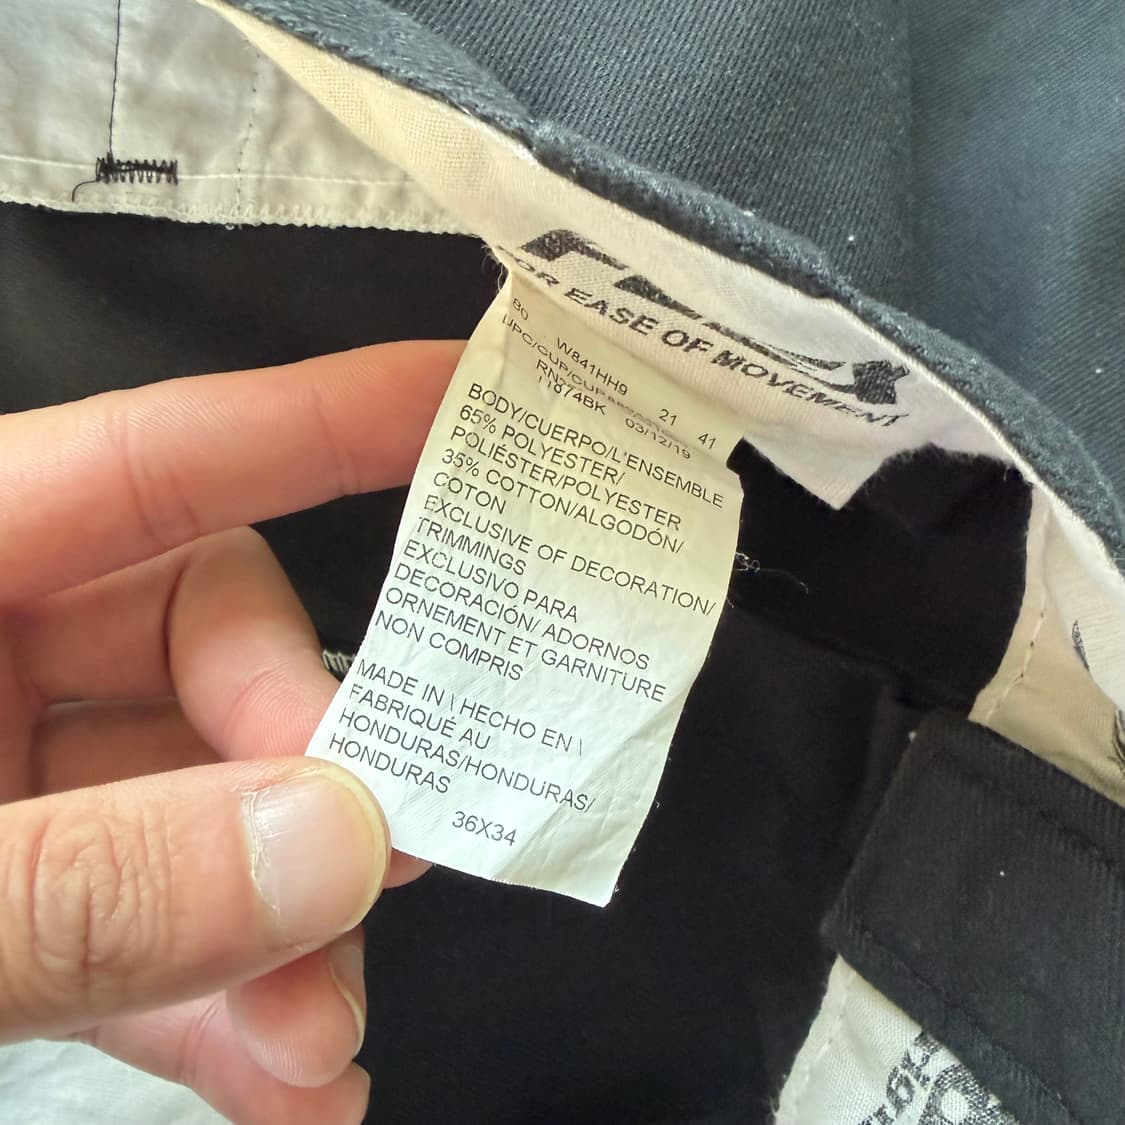 FLEX
FOR EASE OF MOVEMENT
80 W841HH9 21 41
11874BK 03/12/19
BODY/CUERPO/L'ENSEMBLE
65% POLYESTER/
POLIÉSTER/POLYESTER
35% COTTON/ALGODÓN/
COTON
EXCLUSIVE OF DECORATION/
TRIMMINGS
EXCLUSIVO PARA
DECORACIÓN/ ADORNOS
ORNEMENT ET GARNITURE
NON COMPRIS
MADE IN \ HECHO EN \
FABRIQUÉ AU
HONDURAS/HONDURAS/
HONDURAS
36X34